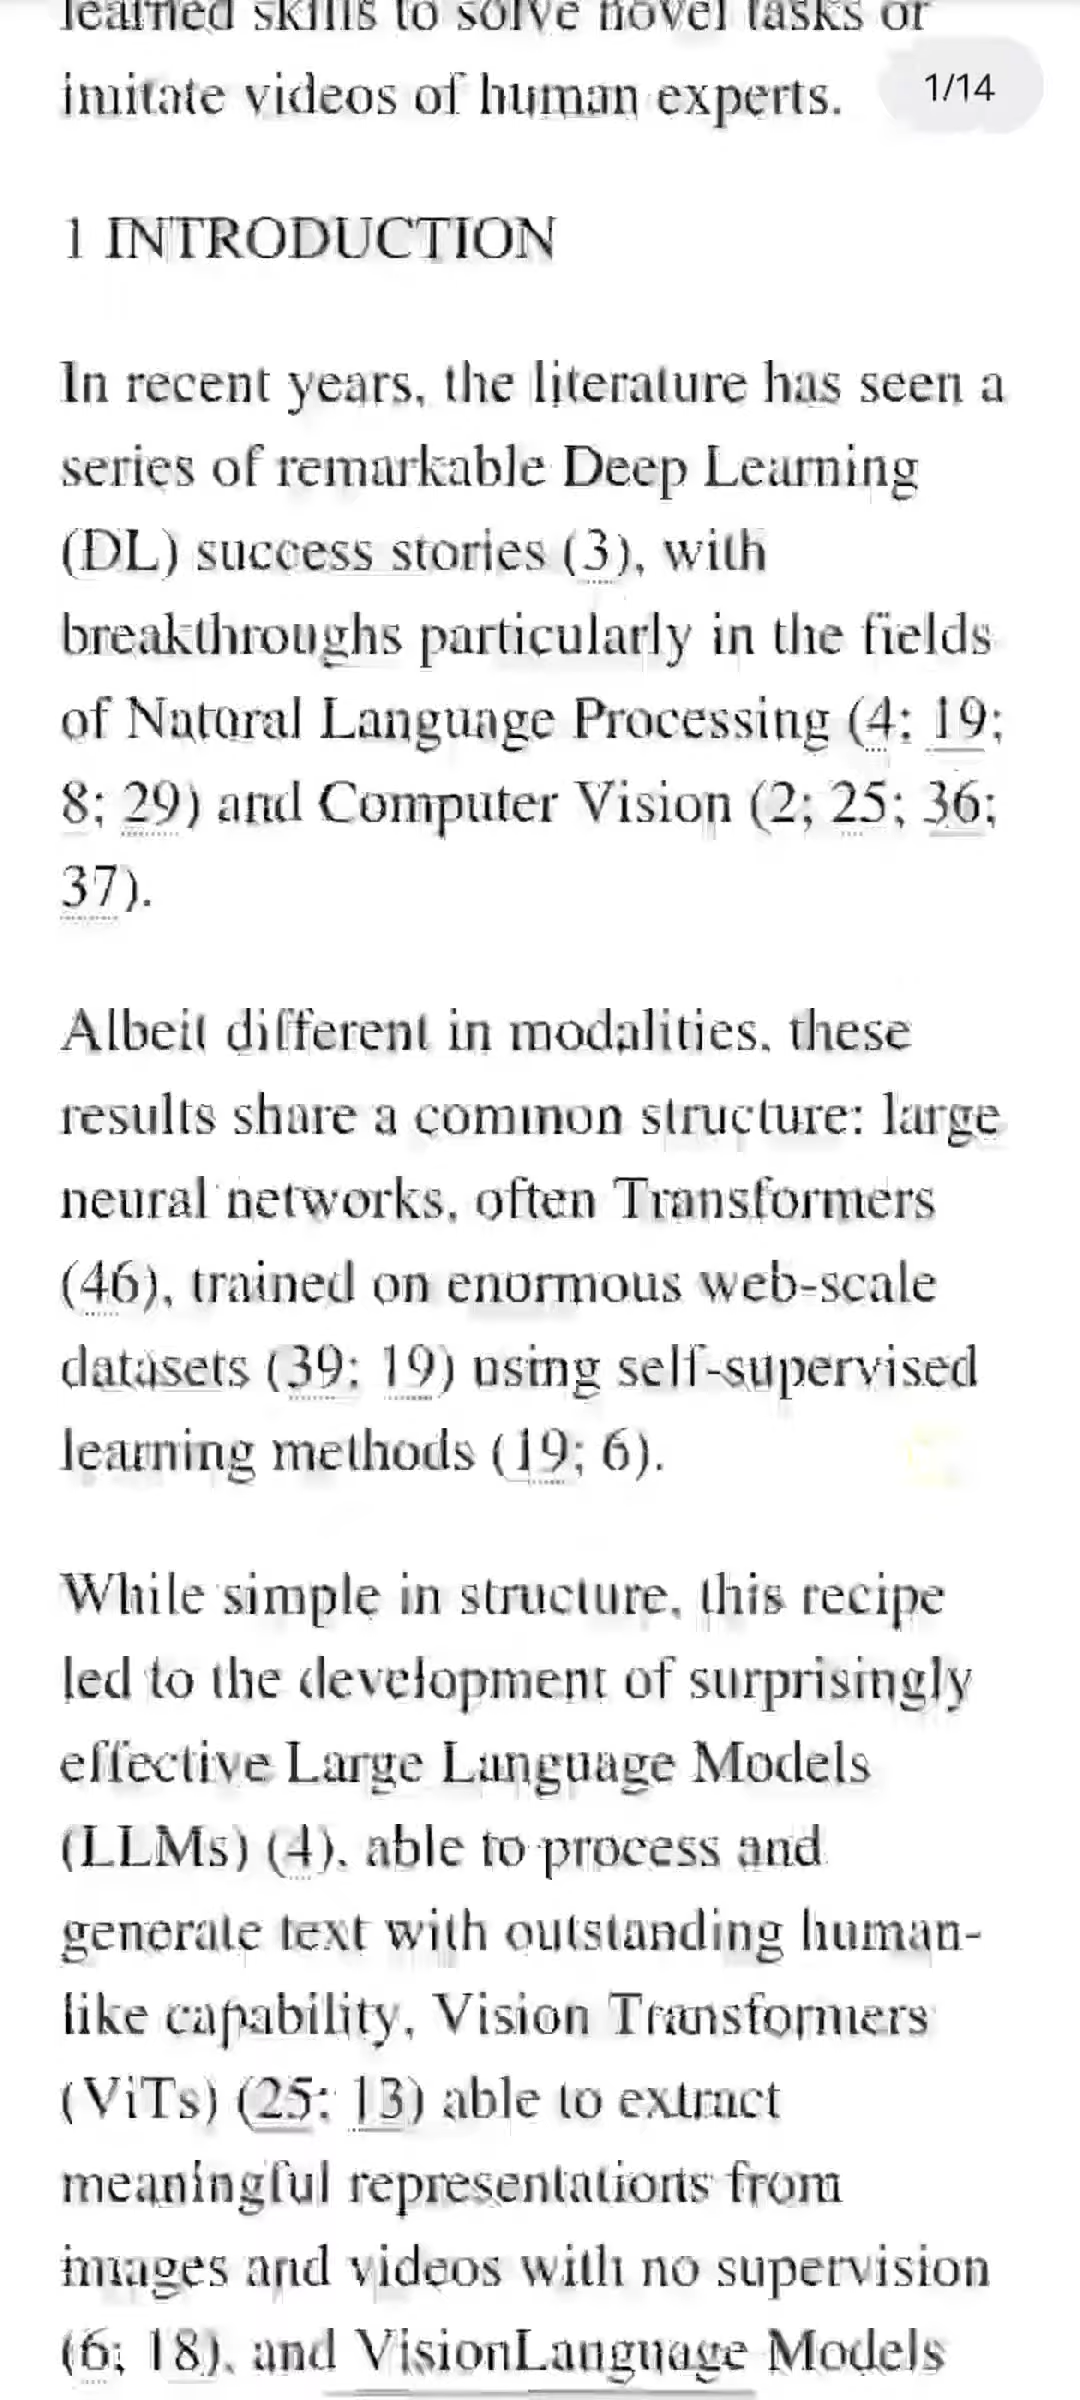 learned skills to solve novel tasks or
imitate videos of human experts.
1/14
1 INTRODUCTION
In recent years, the literature has seen a
series of remarkable Deep Learning
(DL) success stories (3), with
breakthroughs particularly in the fields
of Natural Language Processing (4; 19;
8; 29) and Computer Vision (2; 25; 36;
37).
Albeit different in modalities, these
results share a common structure: large
neural networks, often Transformers
(46), trained on enormous web-scale
datasets (39; 19) using self-supervised
learning methods (19; 6).
While simple in structure, this recipe
led to the development of surprisingly
effective Large Language Models
(LLMs) (4), able to process and
generate text with outstanding human-
like capability, Vision Transformers
(ViTs) (25; 13) able to extract
meaningful representations from
images and videos with no supervision
(6; 18), and VisionLanguage Models